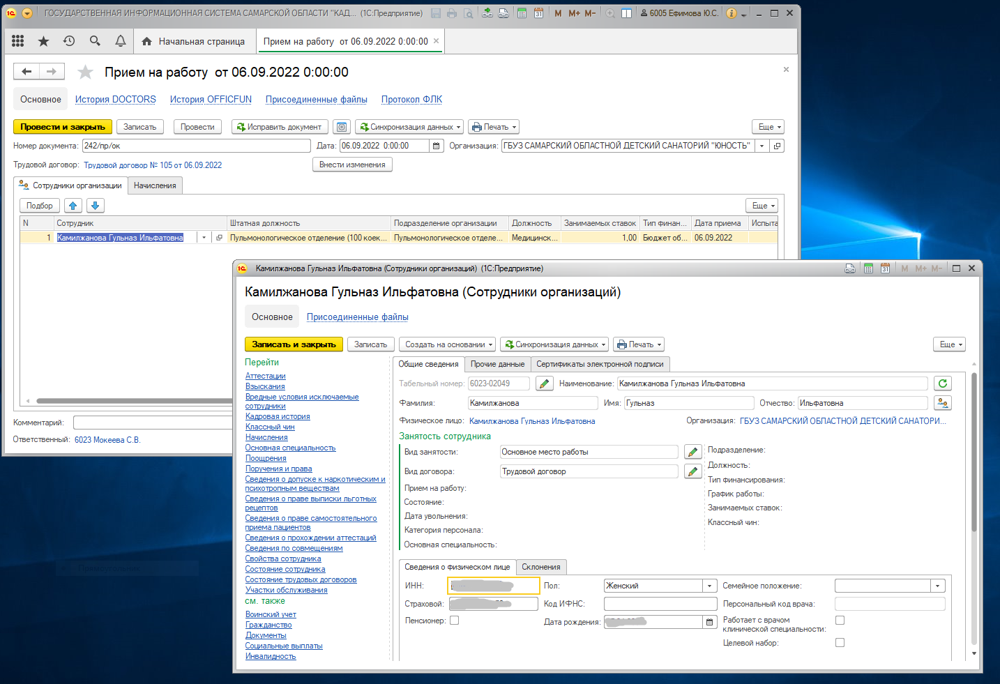 ГОСУДАРСТВЕННАЯ ИНФОРМАЦИОННАЯ СИСТЕМА САМАРСКОЙ ОБЛАСТИ "КАД... (1С:Предприятие) M M+ M- 6005 Ефимова Ю.С.
Начальная страница Прием на работу от 06.09.2022 0:00:00
Прием на работу от 06.09.2022 0:00:00
Основное История DOCTORS История OFFICFUN Присоединенные файлы Протокол ФЛК
Провести и закрыть Записать Провести Исправить документ Синхронизация данных Печать Еще
Номер документа: 242/пр/ок Дата: 06.09.2022 0:00:00 Организация: ГБУЗ САМАРСКИЙ ОБЛАСТНОЙ ДЕТСКИЙ САНАТОРИЙ "ЮНОСТЬ"
Трудовой договор: Трудовой договор № 105 от 06.09.2022 Внести изменения
Сотрудники организации Начисления
Подбор Еще
N Сотрудник Штатная должность Подразделение организации Должность Занимаемых ставок Тип финан... Дата приема Испыта
1 Камилжанова Гульназ Ильфатовна Пульмонологическое отделение (100 коек... Пульмонологическое отделе... Медицинск... 1,00 Бюджет об... 06.09.2022
Комментарий:
Ответственный: 6023 Мокеева С.В.
Камилжанова Гульназ Ильфатовна (Сотрудники организаций) (1С:Предприятие) M M+ M-
Камилжанова Гульназ Ильфатовна (Сотрудники организаций)
Основное Присоединенные файлы
Записать и закрыть Записать Создать на основании Синхронизация данных Печать Еще
Перейти
Аттестации
Взыскания
Вредные условия исключаемые
сотрудники
Кадровая история
Классный чин
Начисления
Основная специальность
Поощрения
Поручения и права
Сведения о допуске к наркотическим и
психотропным веществам
Сведения о праве выписки льготных
рецептов
Сведения о праве самостоятельного
приема пациентов
Сведения о прохождении аттестаций
Сведения по совмещениям
Свойства сотрудника
Состояние сотрудника
Состояние трудовых договоров
Участки обслуживания
см. также
Воинский учет
Гражданство
Документы
Социальные выплаты
Инвалидность
Общие сведения Прочие данные Сертификаты электронной подписи
Табельный номер: 6023-02049 Наименование: Камилжанова Гульназ Ильфатовна
Фамилия: Камилжанова Имя: Гульназ Отчество: Ильфатовна
Физическое лицо: Камилжанова Гульназ Ильфатовна Организация: ГБУЗ САМАРСКИЙ ОБЛАСТНОЙ ДЕТСКИЙ САНАТОРИ...
Занятость сотрудника
Вид занятости: Основное место работы Подразделение:
Должность:
Вид договора: Трудовой договор
Тип финансирования:
Прием на работу:
График работы:
Состояние:
Занимаемых ставок:
Дата увольнения:
Классный чин:
Категория персонала:
Основная специальность:
Сведения о физическом лице Склонения
ИНН: Пол: Женский Семейное положение:
Страховой: Код ИФНС: Персональный код врача:
Пенсионер: Дата рождения: Работает с врачом
клинической специальности:
Целевой набор: